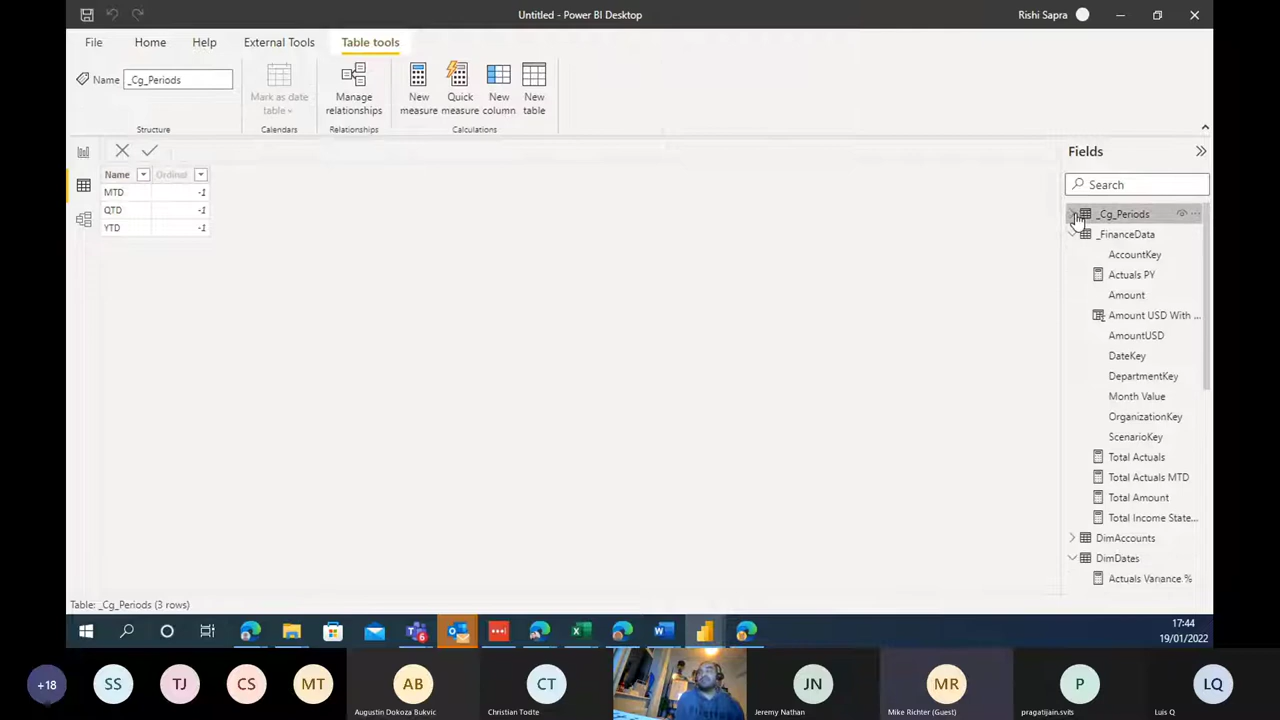 Untitled - Power BI Desktop
Rishi Sapra
File
Home
Help
External Tools
Table tools
Name
_Cg_Periods
Mark as date
table
Manage
relationships
New
measure
Quick
measure
New
column
New
table
Structure
Calendars
Relationships
Calculations
Name
Ordinal
MTD
-1
QTD
-1
YTD
-1
Fields
Search
_Cg_Periods
_FinanceData
AccountKey
Actuals PY
Amount
Amount USD With ...
AmountUSD
DateKey
DepartmentKey
Month Value
OrganizationKey
ScenarioKey
Total Actuals
Total Actuals MTD
Total Amount
Total Income State...
DimAccounts
DimDates
Actuals Variance %
Table: _Cg_Periods (3 rows)
17:44
19/01/2022
+18
SS
TJ
CS
MT
AB
Augustin Dokoza Bukvic
CT
Christian Todte
JN
Jeremy Nathan
MR
Mike Richter (Guest)
P
pragatijain.svits
LQ
Luis Q